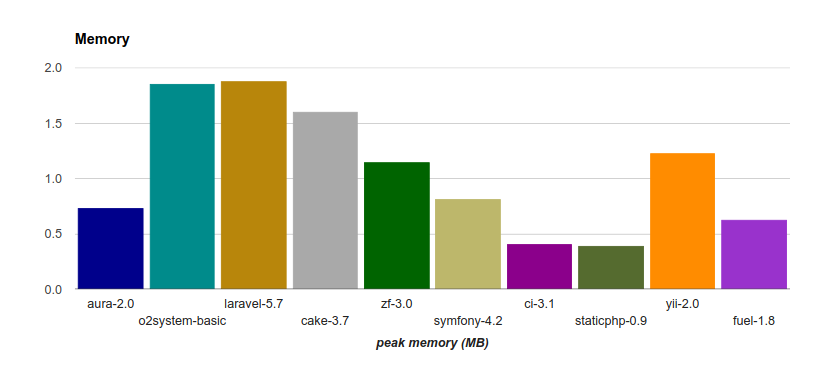 Memory
2.0
1.5
1.0
0.5
0.0
aura-2.0
laravel-5.7
zf-3.0
ci-3.1
yii-2.0
o2system-basic
cake-3.7
symfony-4.2
staticphp-0.9
fuel-1.8
peak memory (MB)